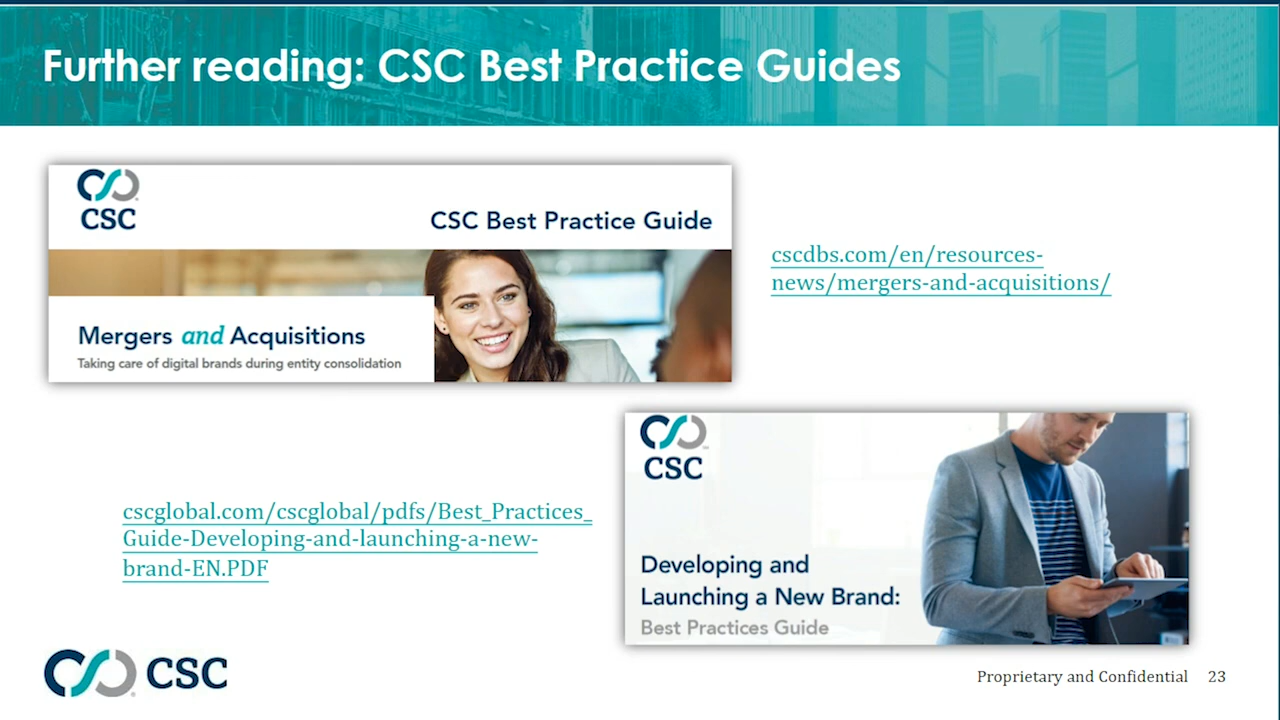 Further reading: CSC Best Practice Guides
CSC
CSC Best Practice Guide
Mergers and Acquisitions
Taking care of digital brands during entity consolidation
cscdbs.com/en/resources-
news/mergers-and-acquisitions/
cscglobal.com/cscglobal/pdfs/Best_Practices_
Guide-Developing-and-launching-a-new-
brand-EN.PDF
CSC
Developing and
Launching a New Brand:
Best Practices Guide
CSC
Proprietary and Confidential 23